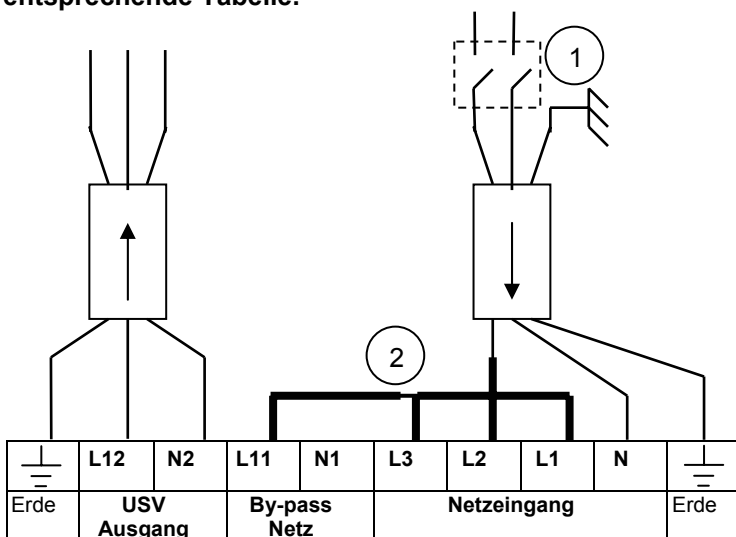 entsprechende Tabelle.
1
2
L12 N2 L11 N1 L3 L2 L1 N
Erde USV Ausgang By-pass Netz Netzeingang Erde